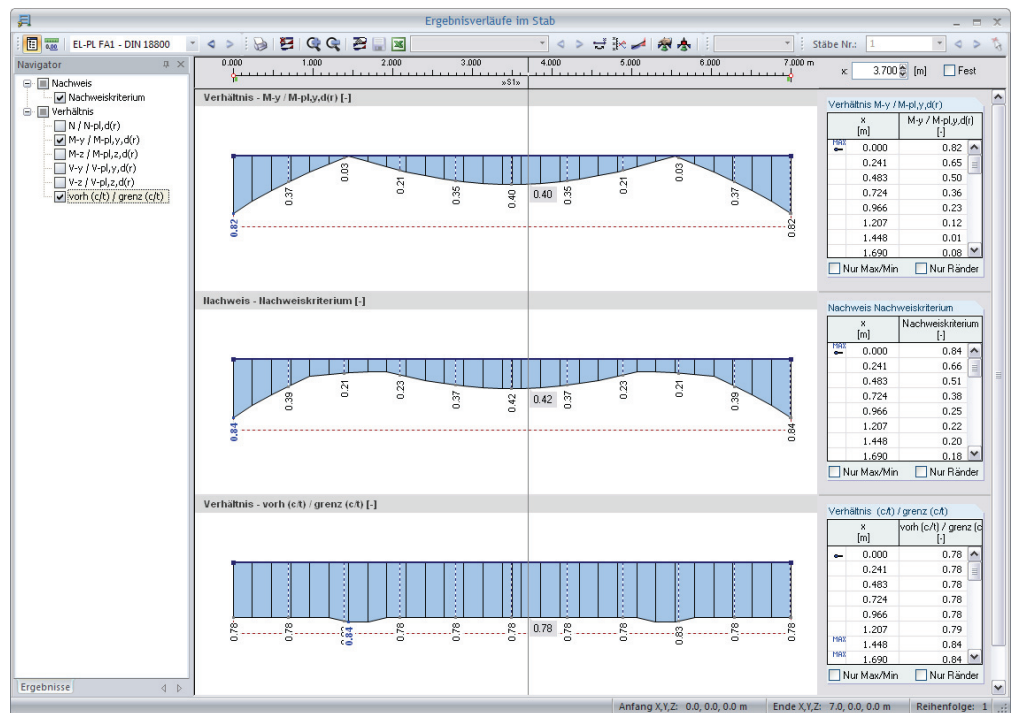 Ergebnisverläufe im Stab
EL-PL FA1 - DIN 18800
Stäbe Nr.: 1
Navigator
Nachweis
Nachweiskriterium
Verhältnis
N / N-pl,d(r)
M-y / M-pl,y,d(r)
M-z / M-pl,z,d(r)
V-y / V-pl,y,d(r)
V-z / V-pl,z,d(r)
vorh (c/t) / grenz (c/t)
Ergebnisse
0.000 1.000 2.000 3.000 4.000 5.000 6.000 7.000 m
»S1»
x: 3.700 [m] Fest
Verhältnis - M-y / M-pl,y,d(r) [-]
0.82 0.37 0.03 0.21 0.35 0.40 0.40 0.35 0.21 0.03 0.37 0.82
Verhältnis M-y / M-pl,y,d(r)
x [m] M-y / M-pl,y,d(r) [-]
MAX 0.000 0.82
0.241 0.65
0.483 0.50
0.724 0.36
0.966 0.23
1.207 0.12
1.448 0.01
1.690 0.08
Nur Max/Min Nur Ränder
Nachweis - Nachweiskriterium [-]
0.84 0.39 0.21 0.23 0.37 0.42 0.42 0.37 0.23 0.21 0.39 0.84
Nachweis Nachweiskriterium
x [m] Nachweiskriterium [-]
MAX 0.000 0.84
0.241 0.66
0.483 0.51
0.724 0.38
0.966 0.25
1.207 0.22
1.448 0.20
1.690 0.18
Nur Max/Min Nur Ränder
Verhältnis - vorh (c/t) / grenz (c/t) [-]
0.78 0.78 0.84 0.78 0.78 0.78 0.78 0.78 0.78 0.83 0.78 0.78
Verhältnis (c/t) / grenz (c/t)
x [m] vorh (c/t) / grenz (c [-]
0.000 0.78
0.241 0.78
0.483 0.78
0.724 0.78
0.966 0.78
1.207 0.79
MAX 1.448 0.84
MAX 1.690 0.84
Nur Max/Min Nur Ränder
Anfang X,Y,Z: 0.0, 0.0, 0.0 m Ende X,Y,Z: 7.0, 0.0, 0.0 m Reihenfolge: 1